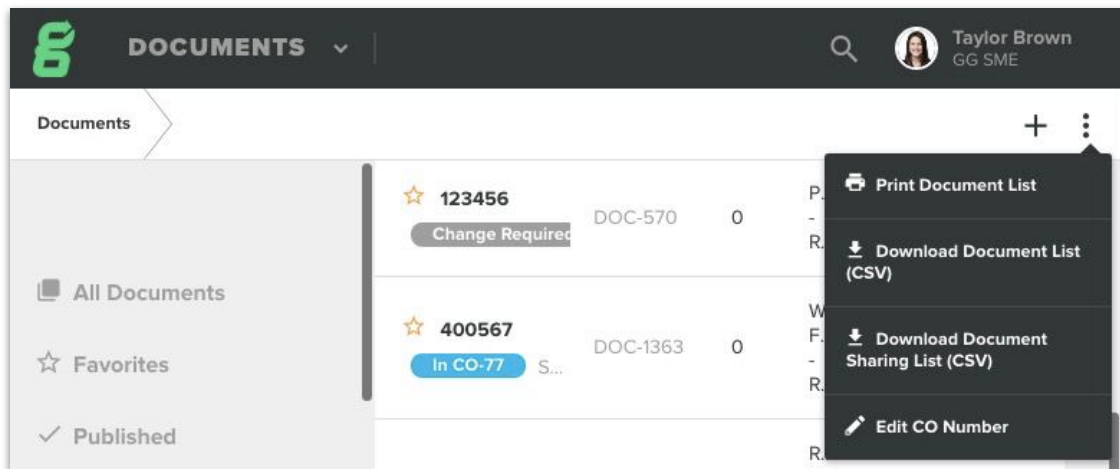 DOCUMENTS
Taylor Brown
GG SME
Documents
Print Document List
Download Document List
(CSV)
Download Document
Sharing List (CSV)
Edit CO Number
All Documents
Favorites
Published
123456
Change Required
DOC-570
0
P.
-
R.
400567
In CO-77
S...
DOC-1363
0
W
F.
-
R.
R.